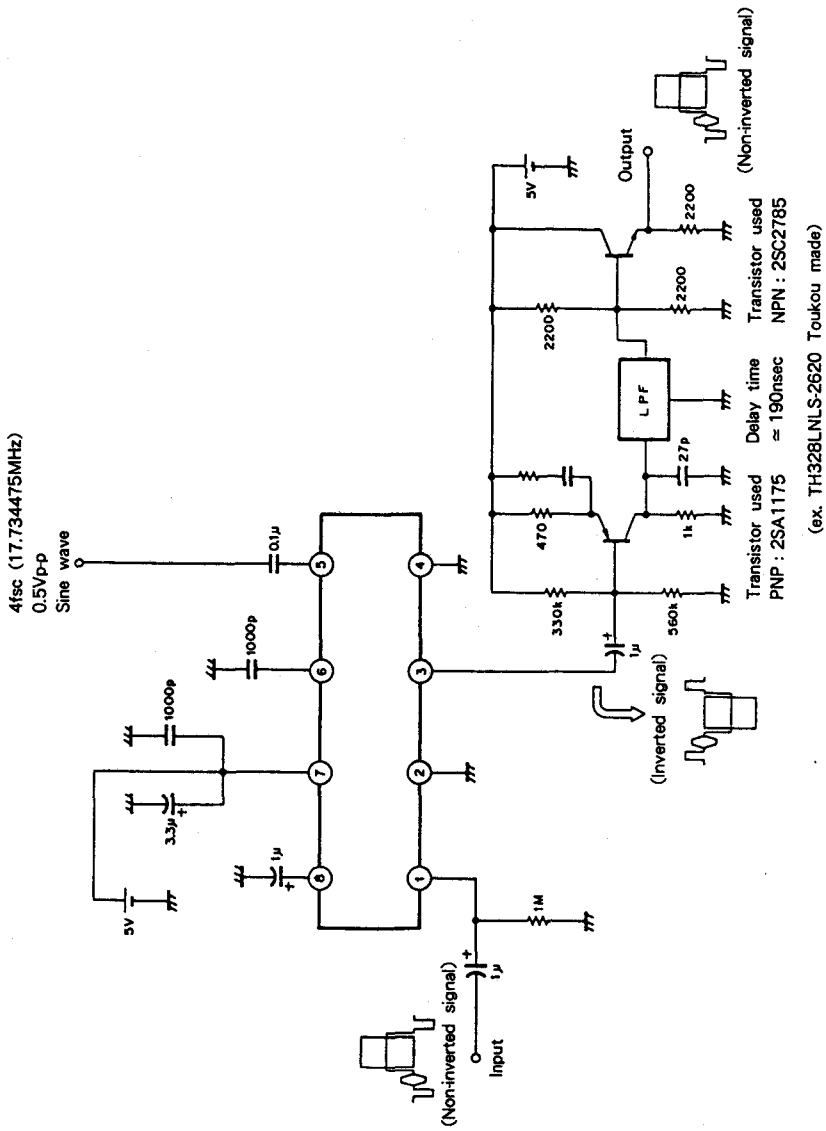 4fsc (17.734475MHz)
0.5Vp-p
Sine wave
5V
3.3μ
+
1000p
1000p
0.1μ
1μ
+
8
7
6
5
1
2
3
4
Input
(Non-inverted signal)
+
1μ
1M
(Inverted signal)
+
1μ
330k
560k
470
1k
27p
LPF
2200
2200
2200
5V
Output
(Non-inverted signal)
Transistor used
PNP : 2SA1175
Delay time
≃ 190nsec
Transistor used
NPN : 2SC2785
(ex. TH328LNLS-2620 Toukou made)